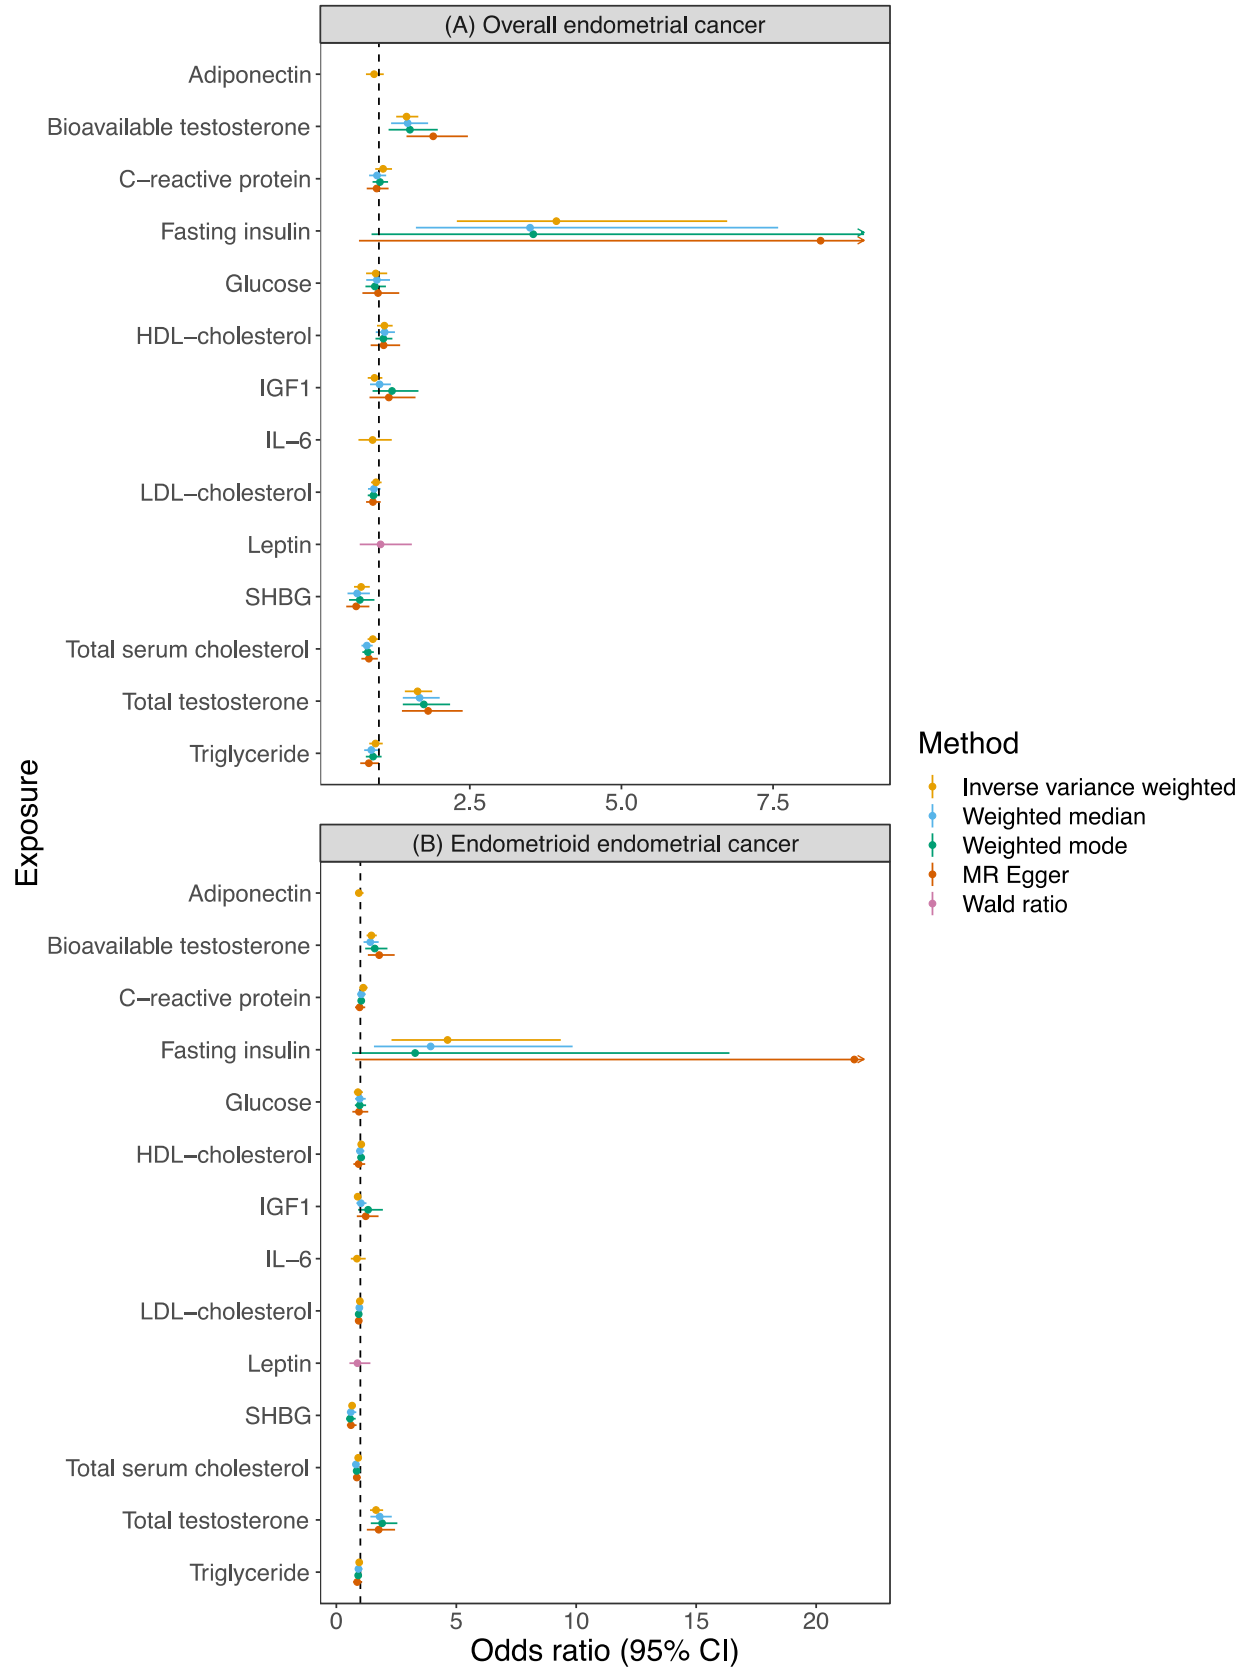 (A) Overall endometrial cancer
Adiponectin
Bioavailable testosterone
C−reactive protein
Fasting insulin
Glucose
HDL−cholesterol
IGF1
IL−6
LDL−cholesterol
Leptin
SHBG
Total serum cholesterol
Total testosterone
Triglyceride
2.5 5.0 7.5
Exposure
(B) Endometrioid endometrial cancer
Adiponectin
Bioavailable testosterone
C−reactive protein
Fasting insulin
Glucose
HDL−cholesterol
IGF1
IL−6
LDL−cholesterol
Leptin
SHBG
Total serum cholesterol
Total testosterone
Triglyceride
0 5 10 15 20
Odds ratio (95% CI)
Method
Inverse variance weighted
Weighted median
Weighted mode
MR Egger
Wald ratio